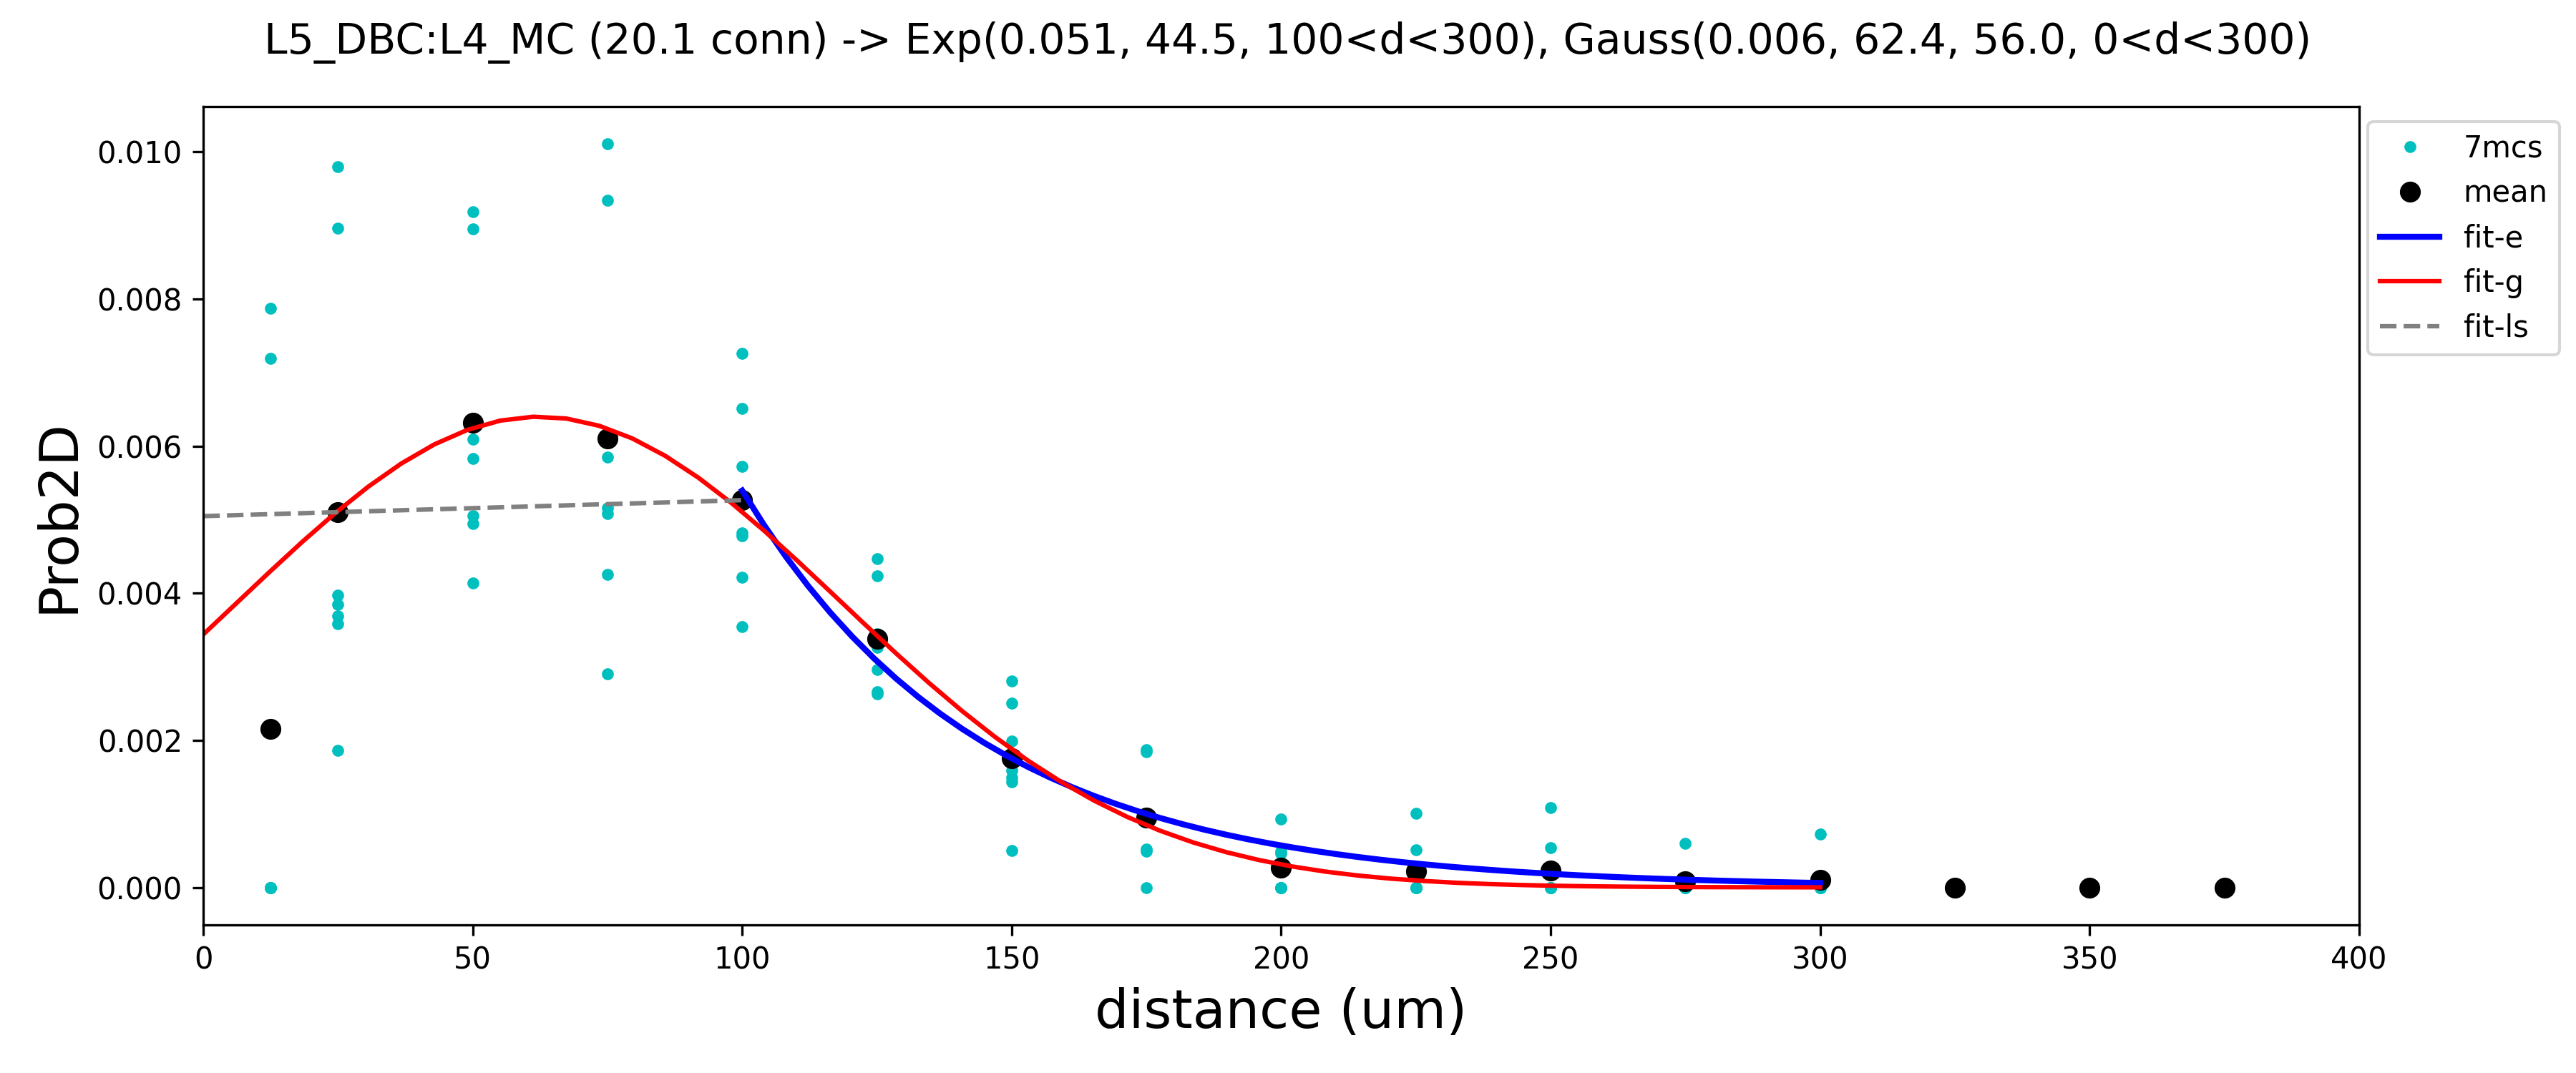 L5_DBC:L4_MC (20.1 conn) -> Exp(0.051, 44.5, 100<d<300), Gauss(0.006, 62.4, 56.0, 0<d<300)
0.010
0.008
0.006
0.004
0.002
0.000
Prob2D
0 50 100 150 200 250 300 350 400
distance (um)
7mcs
mean
fit-e
fit-g
fit-ls